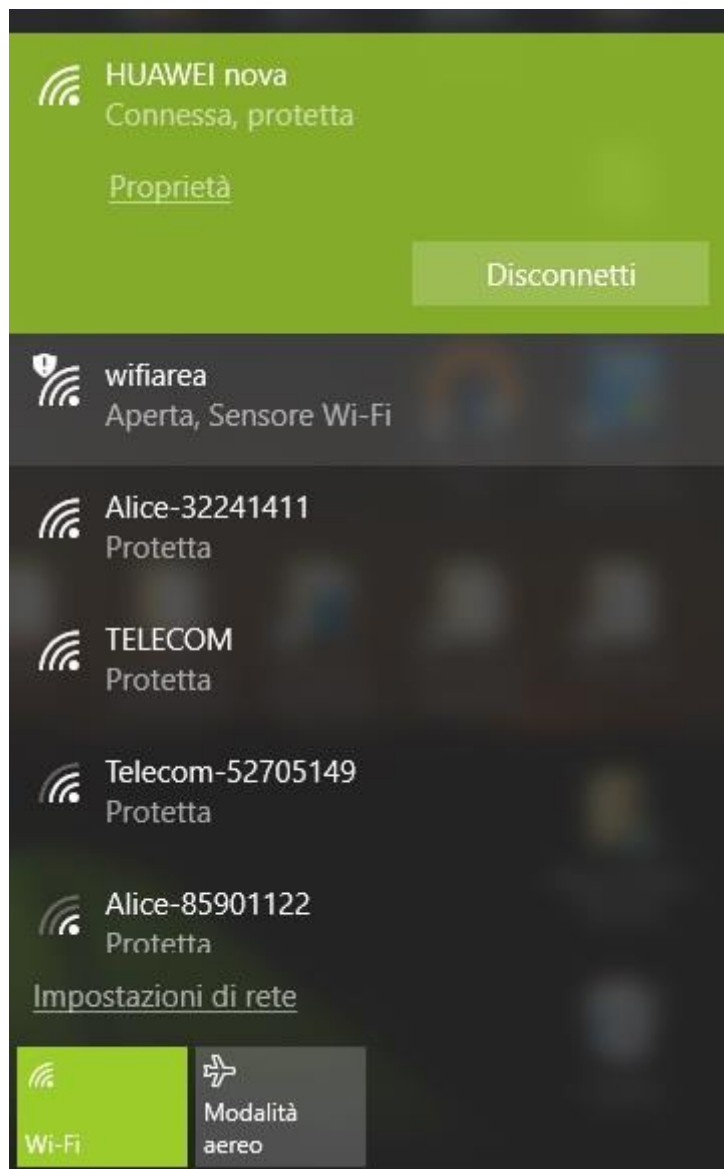 HUAWEI nova
Connessa, protetta
Proprietà
Disconnetti
wifiarea
Aperta, Sensore Wi-Fi
Alice-32241411
Protetta
TELECOM
Protetta
Telecom-52705149
Protetta
Alice-85901122
Protetta
Impostazioni di rete
Wi-Fi
Modalità
aereo